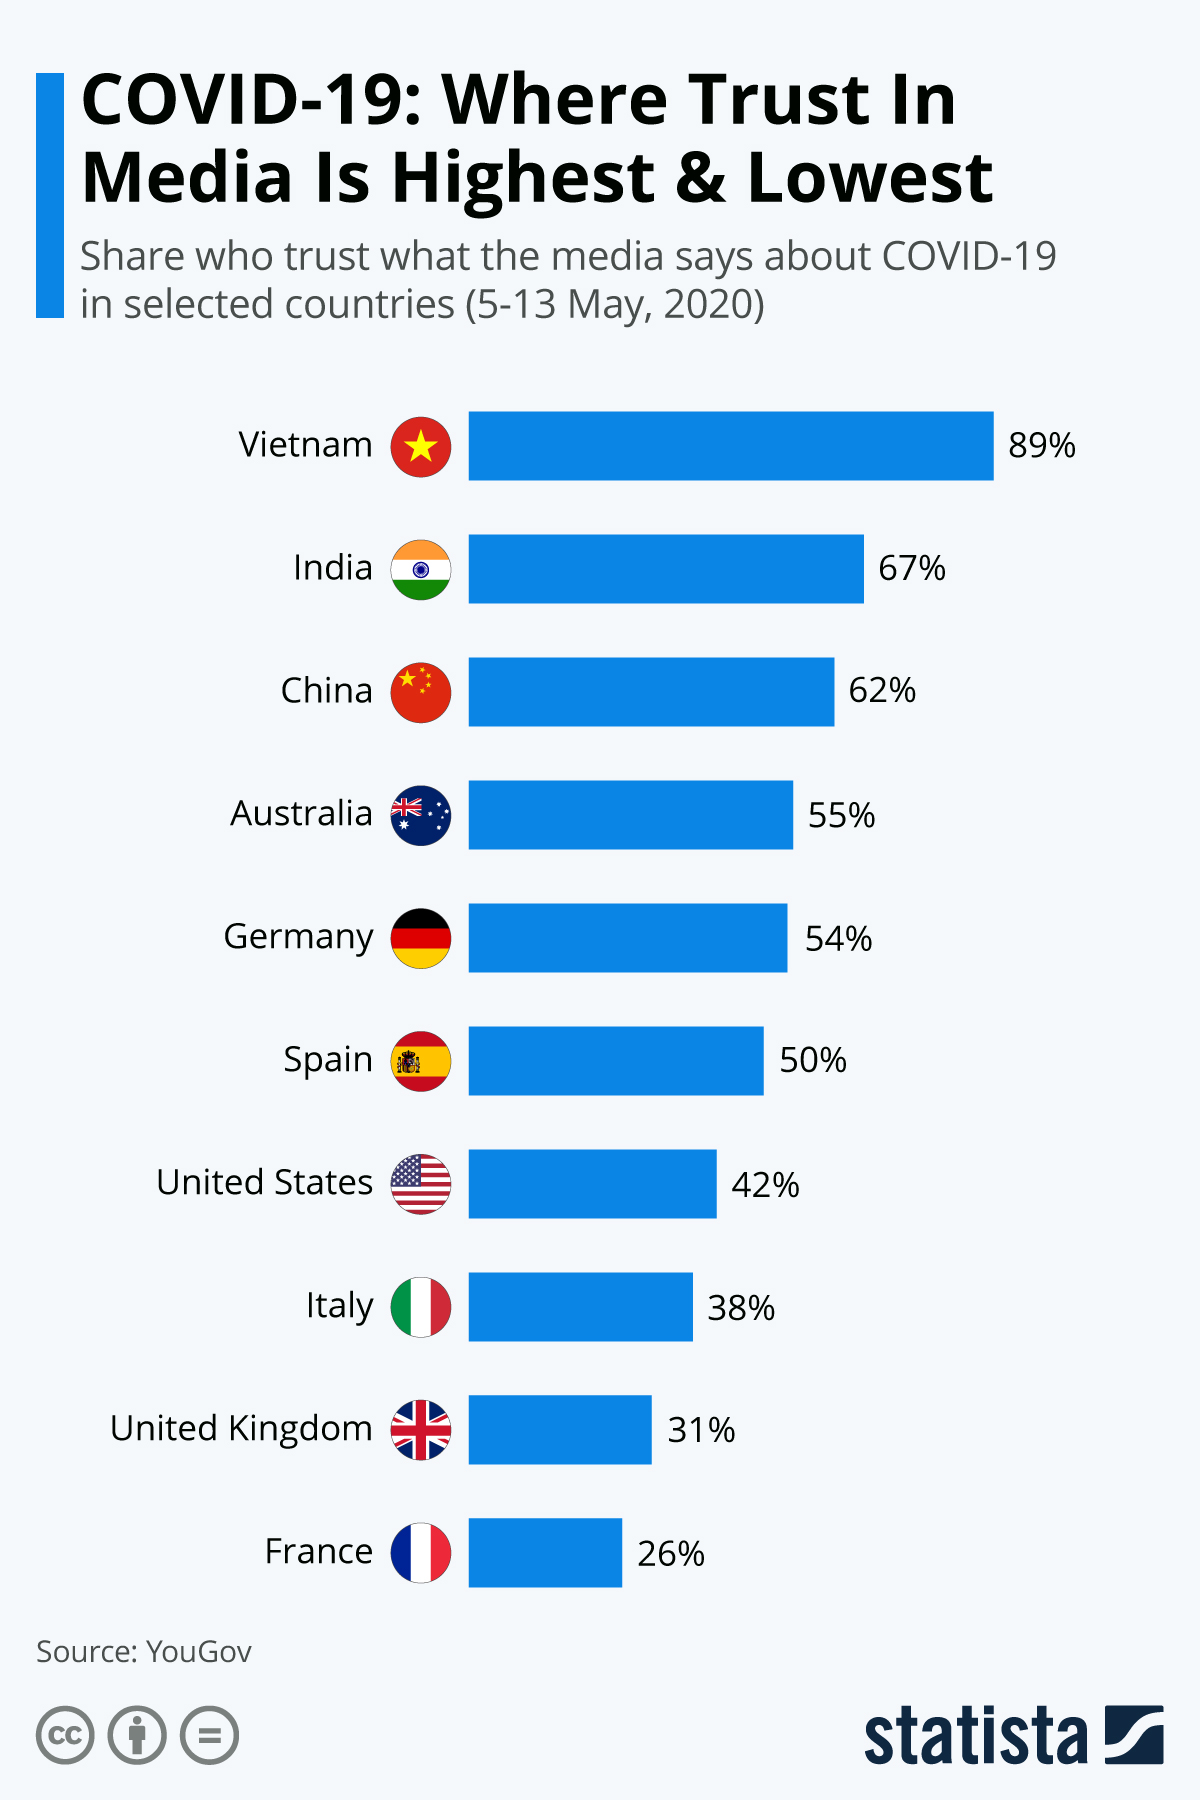 COVID-19: Where Trust In
Media Is Highest & Lowest
Share who trust what the media says about COVID-19
in selected countries (5-13 May, 2020)
Vietnam 89%
India 67%
China 62%
Australia 55%
Germany 54%
Spain 50%
United States 42%
Italy 38%
United Kingdom 31%
France 26%
Source: YouGov
cc
statista